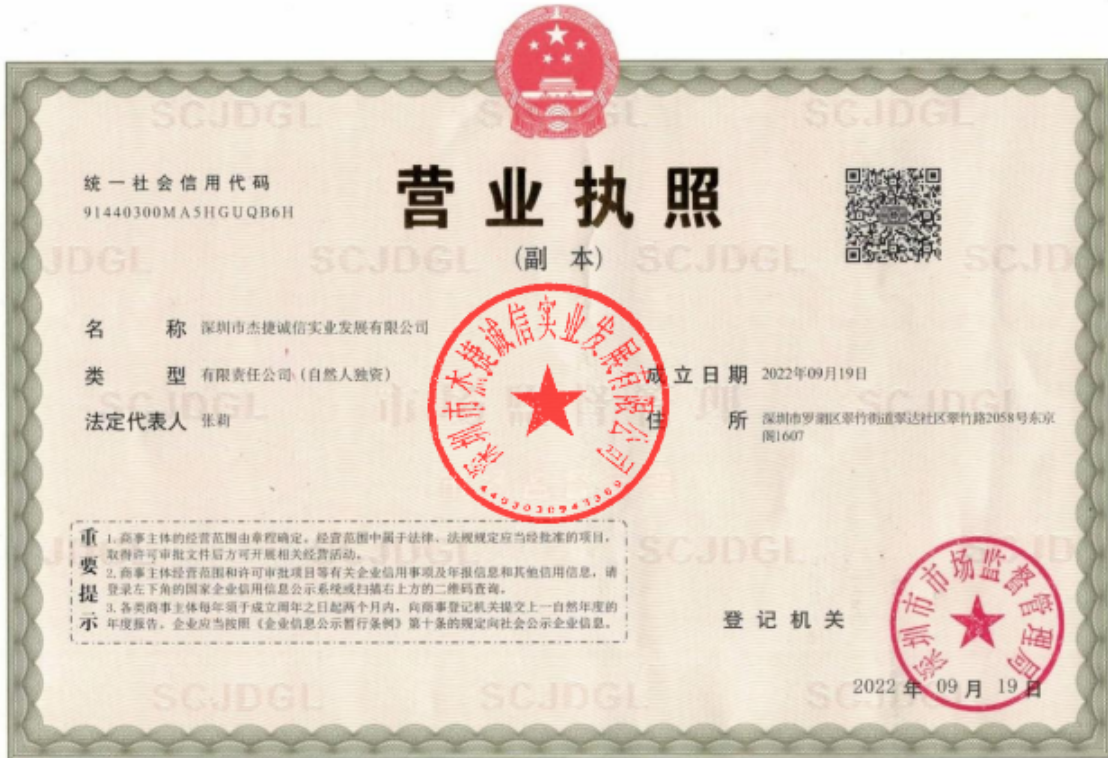 统一社会信用代码
91440300MA5HGUQB6H
营业执照
(副 本)
名 称 深圳市杰捷诚信实业发展有限公司
类 型 有限责任公司(自然人独资)
法定代表人 张莉
成立日期 2022年09月19日
住 所 深圳市罗湖区翠竹街道翠达社区翠竹路2058号东京
阁1607
深圳市杰捷诚信实业发展有限公司
重要提示
1. 商事主体的经营范围由章程确定。经营范围中属于法律、法规规定应当经批准的项目,
取得许可审批文件后方可开展相关经营活动。
2. 商事主体经营范围和许可审批项目等有关企业信用事项及年报信息和其他信用信息,请
登录左下角的国家企业信用信息公示系统或扫描右上方的二维码查询。
3. 各类商事主体每年须于成立周年之日起两个月内,向商事登记机关提交上一自然年度的
年度报告。企业应当按照《企业信息公示暂行条例》第十条的规定向社会公示企业信息。
登记机关
深圳市市场监督管理局
2022 年 09 月 19 日
SCJDGL